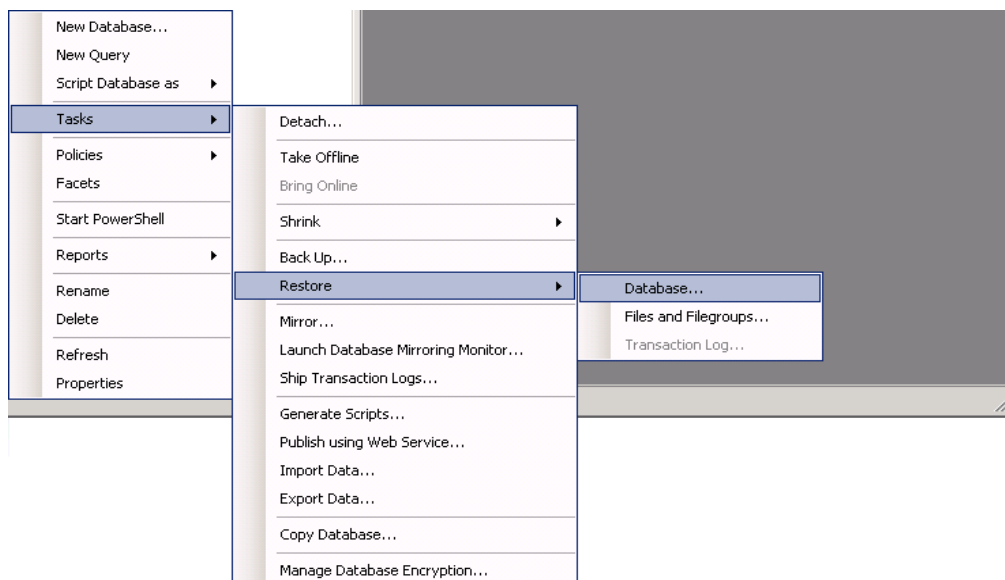 New Database...
New Query
Script Database as
Tasks
Policies
Facets
Start PowerShell
Reports
Rename
Delete
Refresh
Properties
Detach...
Take Offline
Bring Online
Shrink
Back Up...
Restore
Mirror...
Launch Database Mirroring Monitor...
Ship Transaction Logs...
Generate Scripts...
Publish using Web Service...
Import Data...
Export Data...
Copy Database...
Manage Database Encryption...
Database...
Files and Filegroups...
Transaction Log...